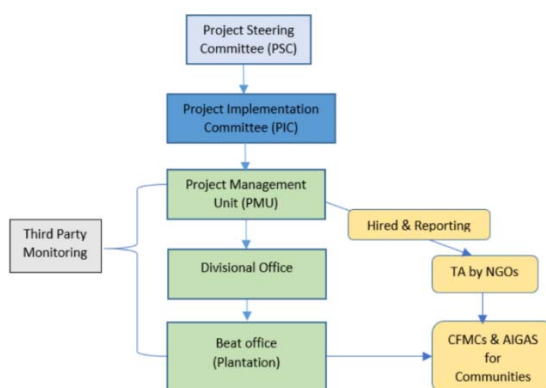 Project Steering
Committee (PSC)
Project Implementation
Committee (PIC)
Project Management
Unit (PMU)
Hired & Reporting
Third Party
Monitoring
Divisional Office
TA by NGOs
Beat office
(Plantation)
CFMCs & AIGAS
for
Communities